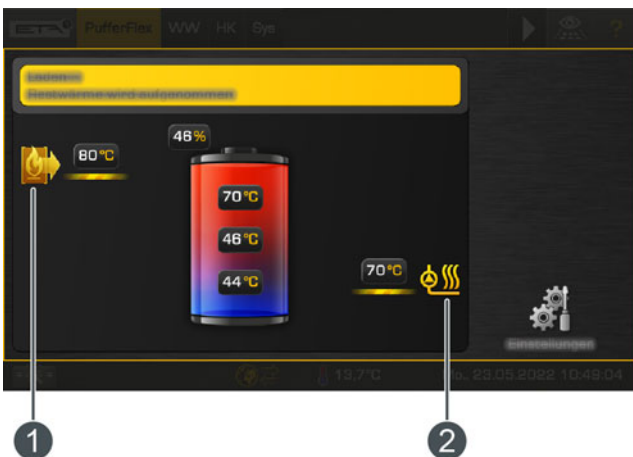 ETA PufferFlex WW HK Sys ?
Laden
Restwärme wird aufgenommen
46%
80°C
70°C
46°C
44°C
70°C
Einstellungen
13,7°C Mo., 23.05.2022 10:49:04
1 2